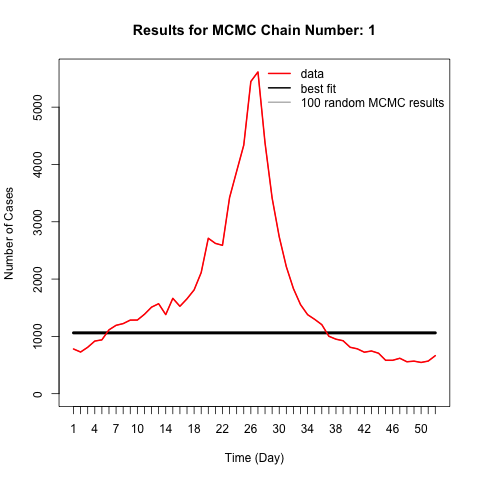 Results for MCMC Chain Number: 1
data
best fit
100 random MCMC results
Number of Cases
5000
4000
3000
2000
1000
0
1 4 7 10 14 18 22 26 30 34 38 42 46 50
Time (Day)